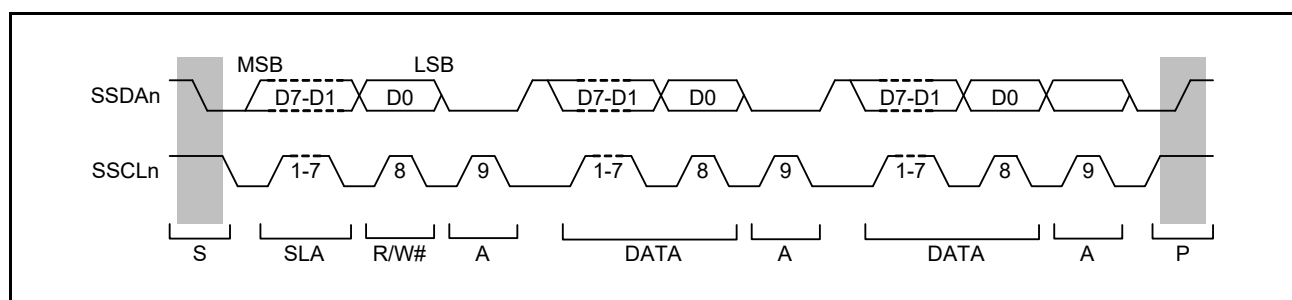 MSB LSB
SSDAn D7-D1 D0 D7-D1 D0 D7-D1 D0
SSCLn 1-7 8 9 1-7 8 9 1-7 8 9
S SLA R/W# A DATA A DATA A P